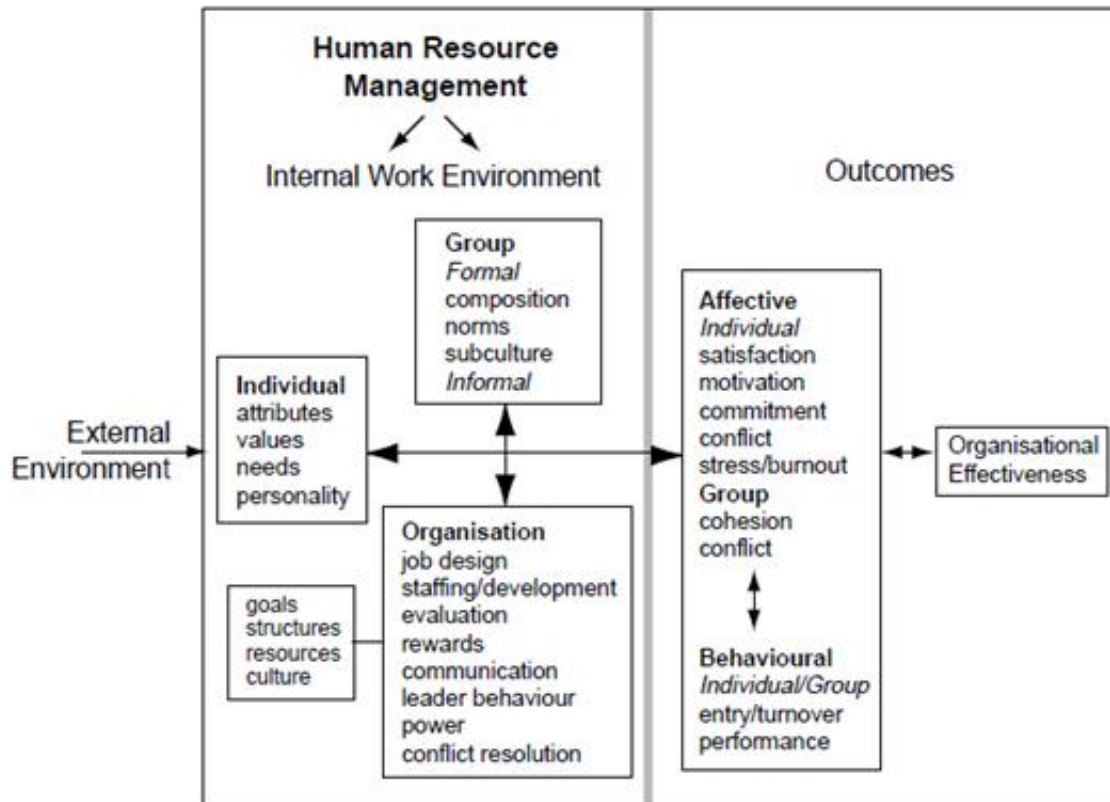 Human Resource
Management
Internal Work Environment
Outcomes
Group
Formal
composition
norms
subculture
Informal
Individual
attributes
values
needs
personality
External
Environment
Organisation
job design
staffing/development
evaluation
rewards
communication
leader behaviour
power
conflict resolution
goals
structures
resources
culture
Affective
Individual
satisfaction
motivation
commitment
conflict
stress/burnout
Group
cohesion
conflict
Behavioural
Individual/Group
entry/turnover
performance
Organisational
Effectiveness